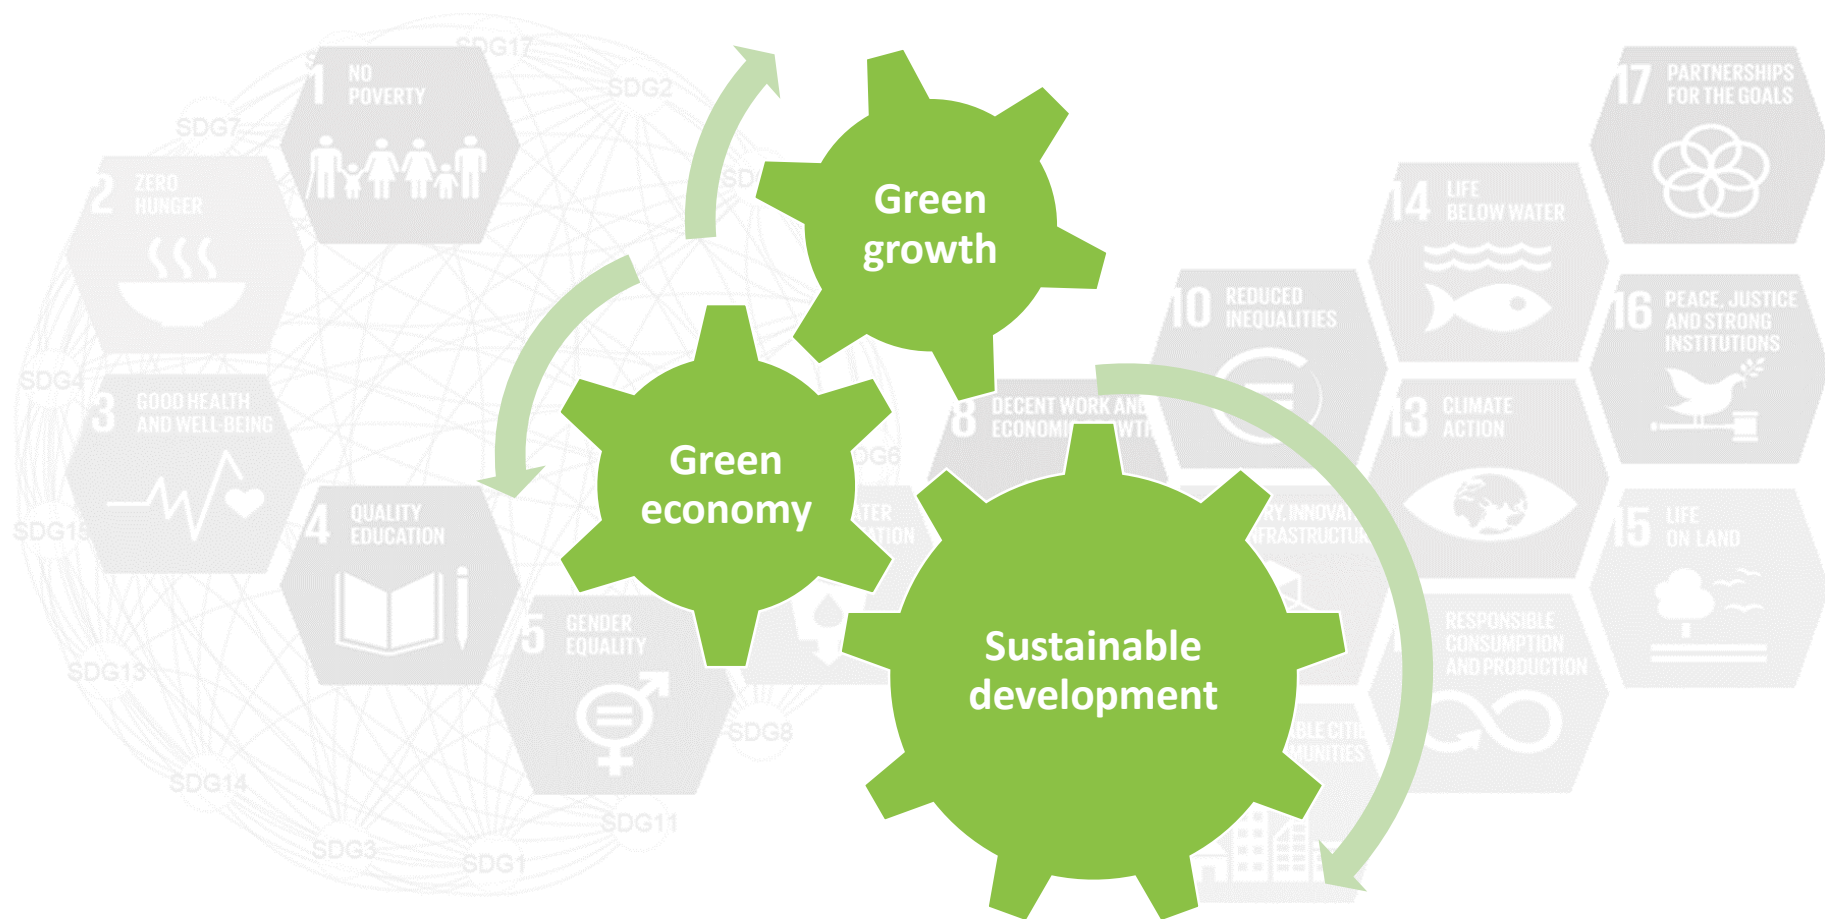 Green
growth
Green
economy
Sustainable
development
1 NO
POVERTY
2 ZERO
HUNGER
3 GOOD HEALTH
AND WELL-BEING
4 QUALITY
EDUCATION
5 GENDER
EQUALITY
8 DECENT WORK AND
10 REDUCED
INEQUALITIES
13 CLIMATE
ACTION
14 LIFE
BELOW WATER
15 LIFE
ON LAND
16 PEACE, JUSTICE
AND STRONG
INSTITUTIONS
17 PARTNERSHIPS
FOR THE GOALS
RESPONSIBLE
CONSUMPTION
AND PRODUCTION
SDG17
SDG2
SDG7
SDG4
SDG15
SDG13
SDG14
SDG3
SDG1
SDG11
SDG8